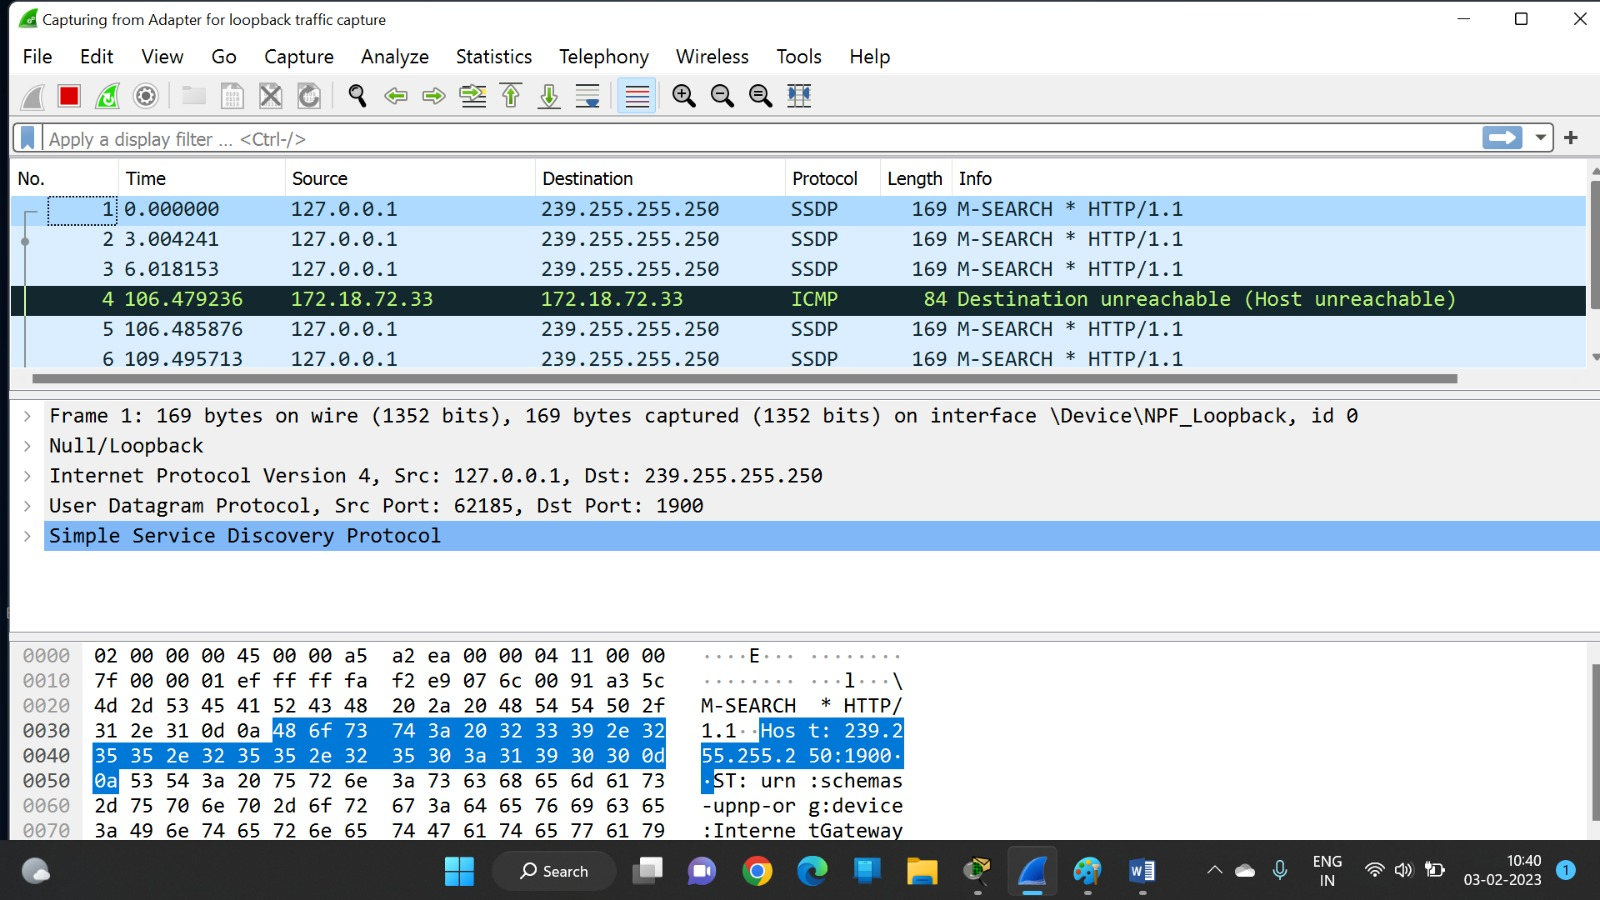 Capturing from Adapter for loopback traffic capture
File Edit View Go Capture Analyze Statistics Telephony Wireless Tools Help
Apply a display filter ... <Ctrl-/>
No. Time Source Destination Protocol Length Info
1 0.000000 127.0.0.1 239.255.255.250 SSDP 169 M-SEARCH * HTTP/1.1
2 3.004241 127.0.0.1 239.255.255.250 SSDP 169 M-SEARCH * HTTP/1.1
3 6.018153 127.0.0.1 239.255.255.250 SSDP 169 M-SEARCH * HTTP/1.1
4 106.479236 172.18.72.33 172.18.72.33 ICMP 84 Destination unreachable (Host unreachable)
5 106.485876 127.0.0.1 239.255.255.250 SSDP 169 M-SEARCH * HTTP/1.1
6 109.495713 127.0.0.1 239.255.255.250 SSDP 169 M-SEARCH * HTTP/1.1
Frame 1: 169 bytes on wire (1352 bits), 169 bytes captured (1352 bits) on interface \Device\NPF_Loopback, id 0
Null/Loopback
Internet Protocol Version 4, Src: 127.0.0.1, Dst: 239.255.255.250
User Datagram Protocol, Src Port: 62185, Dst Port: 1900
Simple Service Discovery Protocol
0000 02 00 00 00 45 00 00 a5 a2 ea 00 00 04 11 00 00 ····E··· ········
0010 7f 00 00 01 ef ff ff fa f2 e9 07 6c 00 91 a3 5c ········ ···l···\
0020 4d 2d 53 45 41 52 43 48 20 2a 20 48 54 54 50 2f M-SEARCH * HTTP/
0030 31 2e 31 0d 0a 48 6f 73 74 3a 20 32 33 39 2e 32 1.1··Hos t: 239.2
0040 35 35 2e 32 35 35 2e 32 35 30 3a 31 39 30 30 0d 55.255.2 50:1900·
0050 0a 53 54 3a 20 75 72 6e 3a 73 63 68 65 6d 61 73 ·ST: urn :schemas
0060 2d 75 70 6e 70 2d 6f 72 67 3a 64 65 76 69 63 65 -upnp-or g:device
0070 3a 49 6e 74 65 72 6e 65 74 47 61 74 65 77 61 79 :Interne tGateway
Search
ENG
IN
10:40
03-02-2023
1